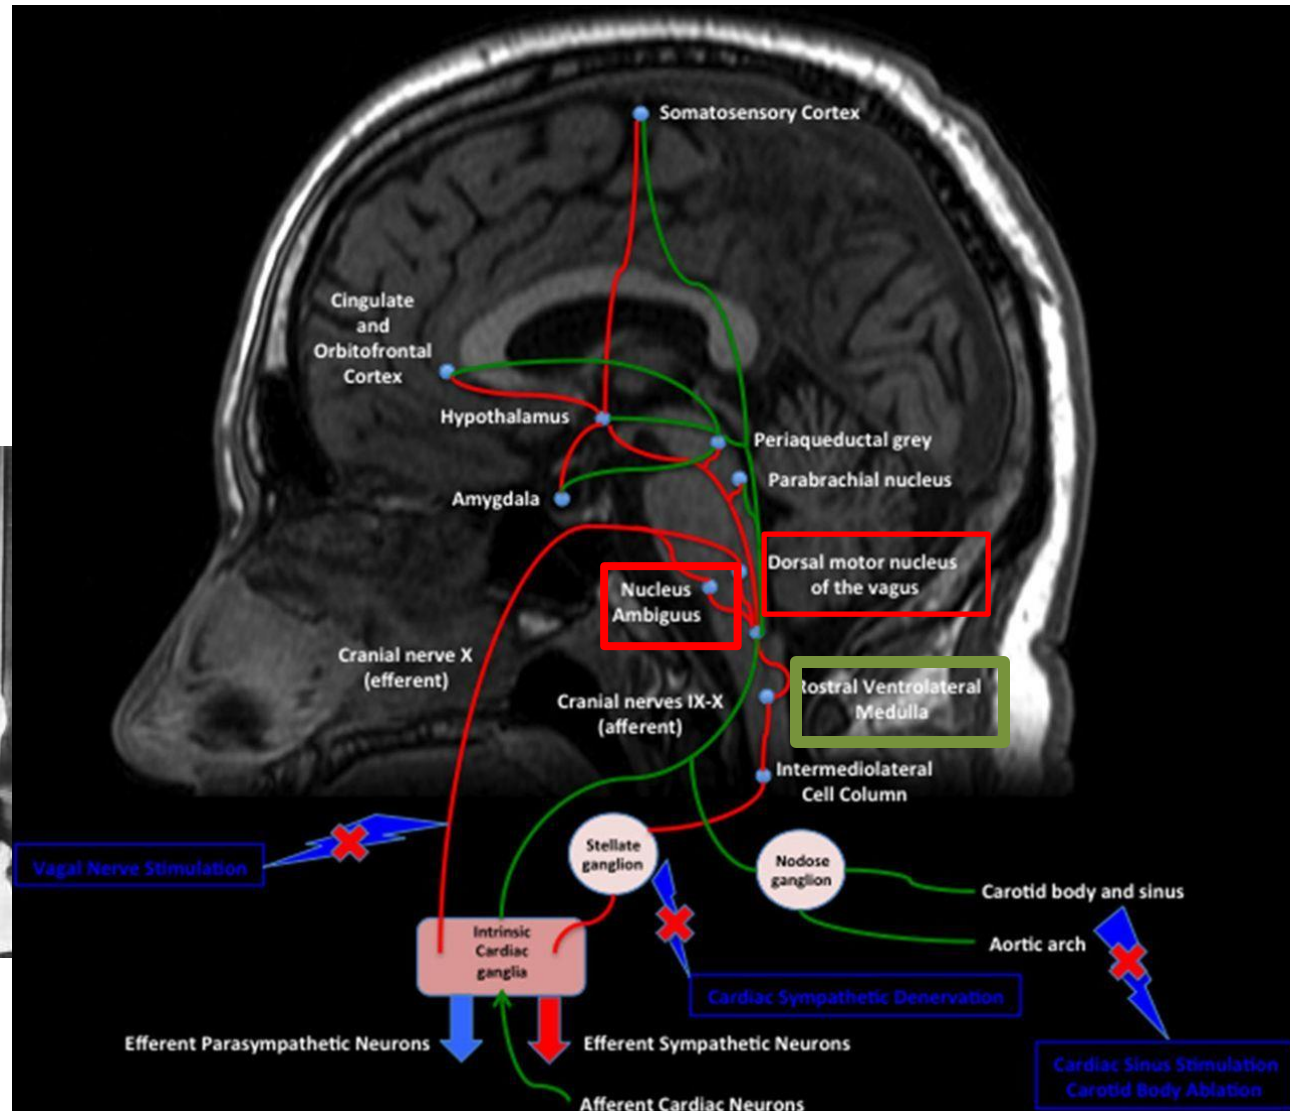 Somatosensory Cortex
Cingulate
and
Orbitofrontal
Cortex
Hypothalamus
Periaqueductal grey
Parabrachial nucleus
Amygdala
Dorsal motor nucleus
of the vagus
Nucleus
Ambiguus
Cranial nerve X
(efferent)
Rostral Ventrolateral
Medulla
Cranial nerves IX-X
(afferent)
Intermediolateral
Cell Column
Stellate
ganglion
Nodose
ganglion
Vagal Nerve Stimulation
Carotid body and sinus
Intrinsic
Cardiac
ganglia
Aortic arch
Cardiac Sympathetic Denervation
Efferent Parasympathetic Neurons
Efferent Sympathetic Neurons
Cardiac Sinus Stimulation
Carotid Body Ablation
Afferent Cardiac Neurons